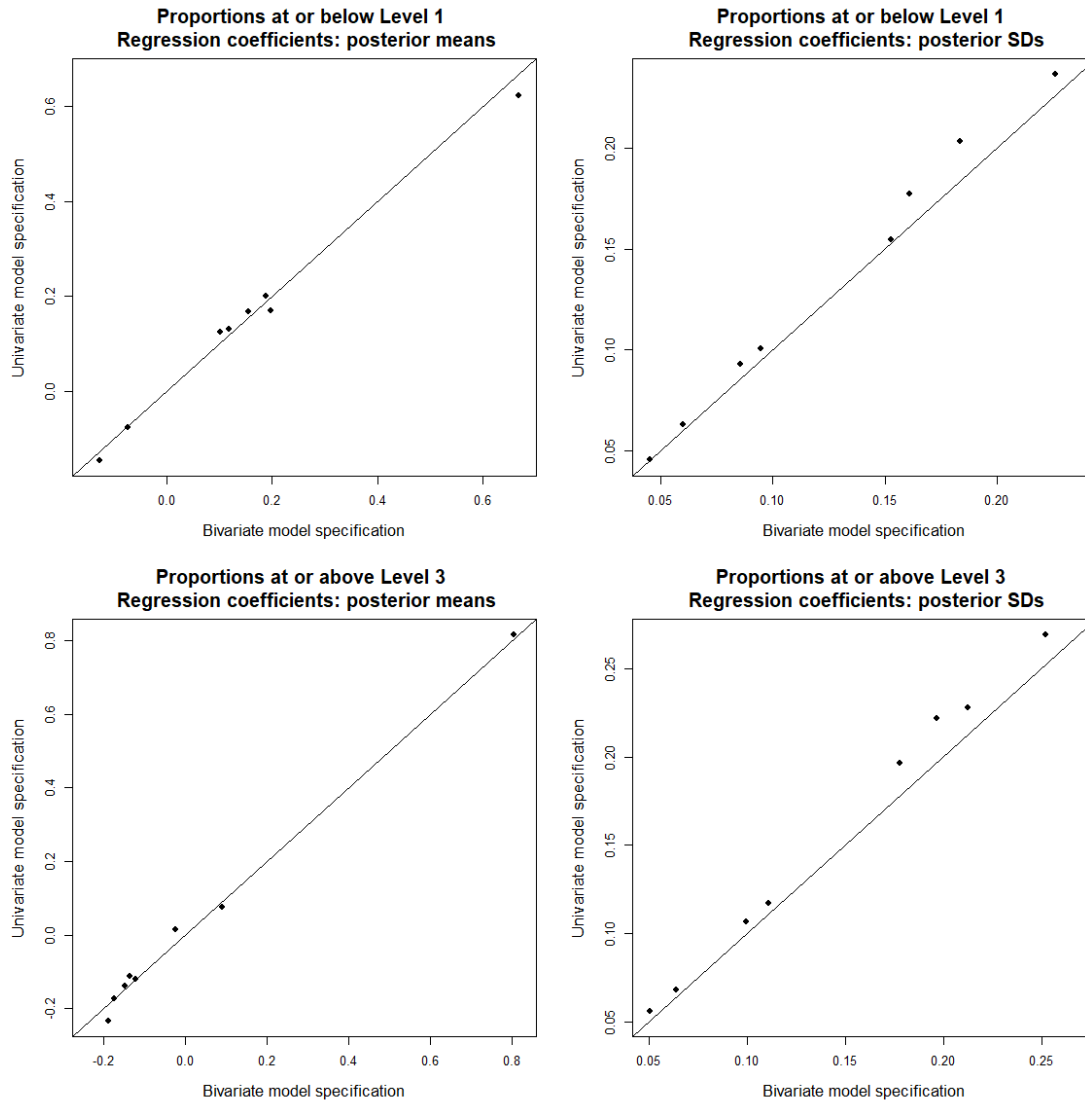 Proportions at or below Level 1
Regression coefficients: posterior means
Univariate model specification
0.6
0.4
0.2
0.0
0.0 0.2 0.4 0.6
Bivariate model specification
Proportions at or below Level 1
Regression coefficients: posterior SDs
Univariate model specification
0.20
0.15
0.10
0.05
0.05 0.10 0.15 0.20
Bivariate model specification
Proportions at or above Level 3
Regression coefficients: posterior means
Univariate model specification
0.8
0.6
0.4
0.2
0.0
-0.2
-0.2 0.0 0.2 0.4 0.6 0.8
Bivariate model specification
Proportions at or above Level 3
Regression coefficients: posterior SDs
Univariate model specification
0.25
0.20
0.15
0.10
0.05
0.05 0.10 0.15 0.20 0.25
Bivariate model specification